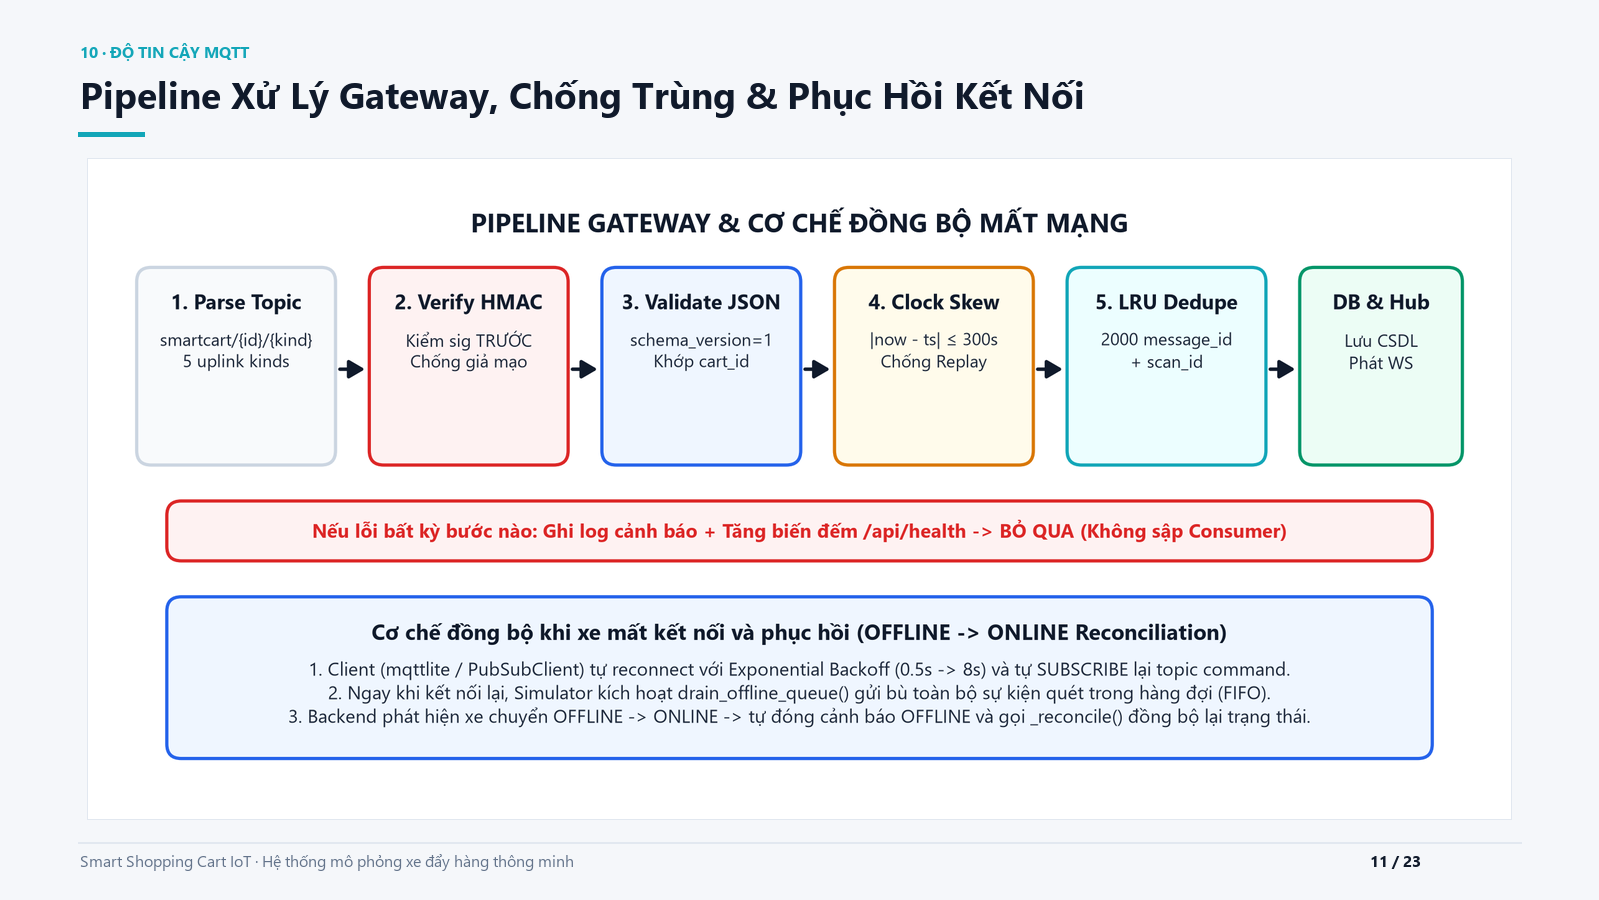 10 · ĐỘ TIN CẬY MQTT
Pipeline Xử Lý Gateway, Chống Trùng & Phục Hồi Kết Nối
PIPELINE GATEWAY & CƠ CHẾ ĐỒNG BỘ MẤT MẠNG
1. Parse Topic
smartcart/{id}/{kind}
5 uplink kinds
2. Verify HMAC
Kiểm sig TRƯỚC
Chống giả mạo
3. Validate JSON
schema_version=1
Khớp cart_id
4. Clock Skew
|now - ts| ≤ 300s
Chống Replay
5. LRU Dedupe
2000 message_id
+ scan_id
DB & Hub
Lưu CSDL
Phát WS
Nếu lỗi bất kỳ bước nào: Ghi log cảnh báo + Tăng biến đếm /api/health -> BỎ QUA (Không sập Consumer)
Cơ chế đồng bộ khi xe mất kết nối và phục hồi (OFFLINE -> ONLINE Reconciliation)
1. Client (mqttlite / PubSubClient) tự reconnect với Exponential Backoff (0.5s -> 8s) và tự SUBSCRIBE lại topic command.
2. Ngay khi kết nối lại, Simulator kích hoạt drain_offline_queue() gửi bù toàn bộ sự kiện quét trong hàng đợi (FIFO).
3. Backend phát hiện xe chuyển OFFLINE -> ONLINE -> tự đóng cảnh báo OFFLINE và gọi _reconcile() đồng bộ lại trạng thái.
Smart Shopping Cart IoT · Hệ thống mô phỏng xe đẩy hàng thông minh
11 / 23